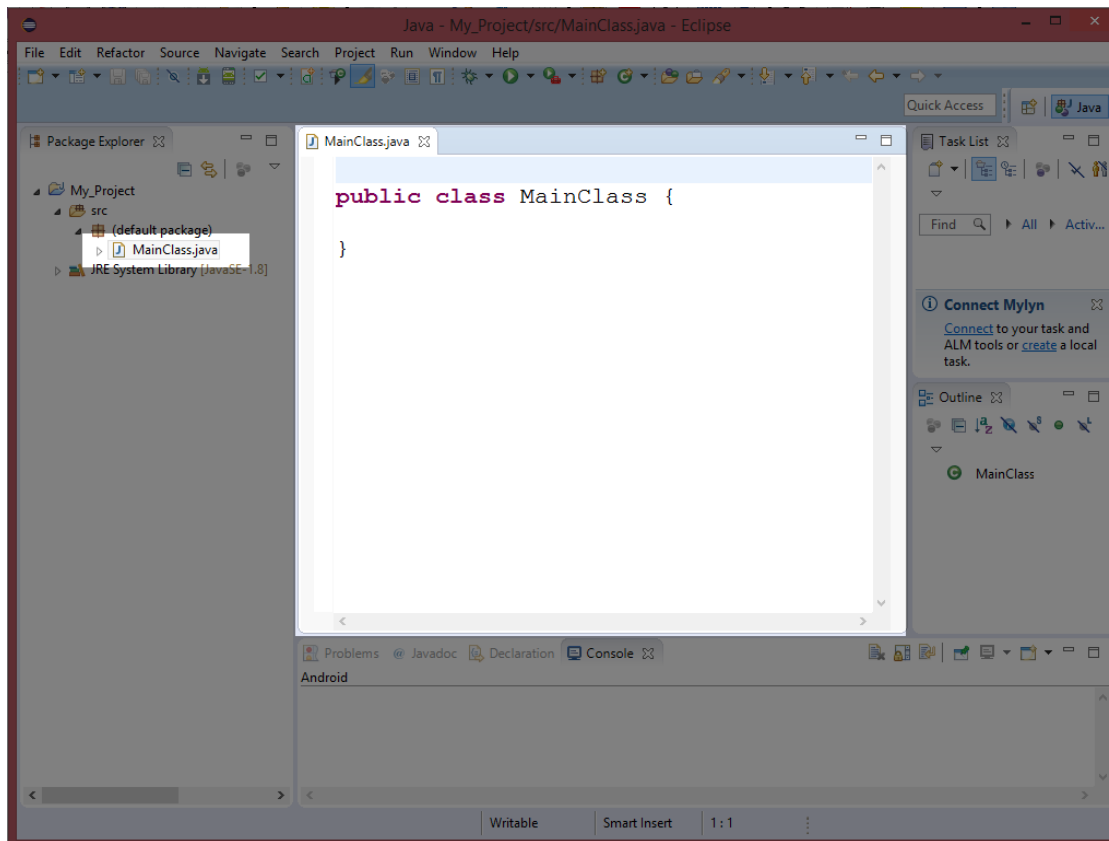 Java - My_Project/src/MainClass.java - Eclipse
File Edit Refactor Source Navigate Search Project Run Window Help
Quick Access
Java
Package Explorer
My_Project
src
(default package)
MainClass.java
JRE System Library [JavaSE-1.8]
MainClass.java
public class MainClass {
}
Task List
Find
All
Activ...
Connect Mylyn
Connect to your task and
ALM tools or create a local
task.
Outline
MainClass
Problems @ Javadoc Declaration Console
Android
Writable Smart Insert 1 : 1